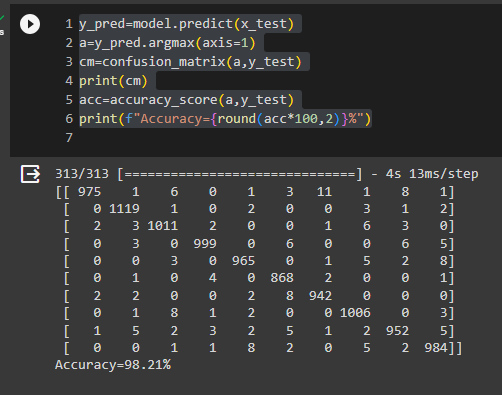 s
1 y_pred=model.predict(x_test)
2 a=y_pred.argmax(axis=1)
3 cm=confusion_matrix(a,y_test)
4 print(cm)
5 acc=accuracy_score(a,y_test)
6 print(f"Accuracy={round(acc*100,2)}%")
7
313/313 [==============================] - 4s 13ms/step
[[ 975    1    6    0    1    3   11    1    8    1]
 [   0 1119    1    0    2    0    0    3    1    2]
 [   2    3 1011    2    0    0    1    6    3    0]
 [   0    3    0  999    0    6    0    0    6    5]
 [   0    0    3    0  965    0    1    5    2    8]
 [   0    1    0    4    0  868    2    0    0    1]
 [   2    2    0    0    2    8  942    0    0    0]
 [   0    1    8    1    2    0    0 1006    0    3]
 [   1    5    2    3    2    5    1    2  952    5]
 [   0    0    1    1    8    2    0    5    2  984]]
Accuracy=98.21%